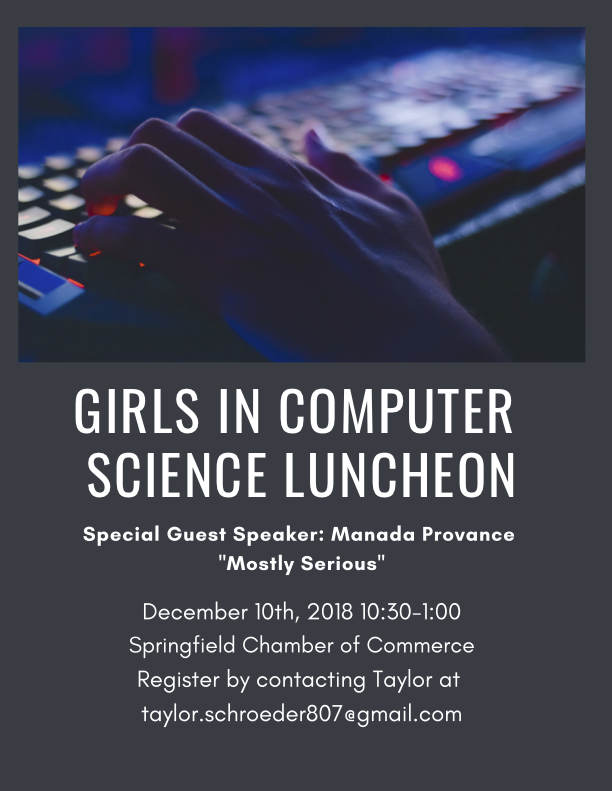 GIRLS IN COMPUTER
SCIENCE LUNCHEON
Special Guest Speaker: Manada Provance
"Mostly Serious"
December 10th, 2018 10:30-1:00
Springfield Chamber of Commerce
Register by contacting Taylor at
taylor.schroeder807@gmail.com